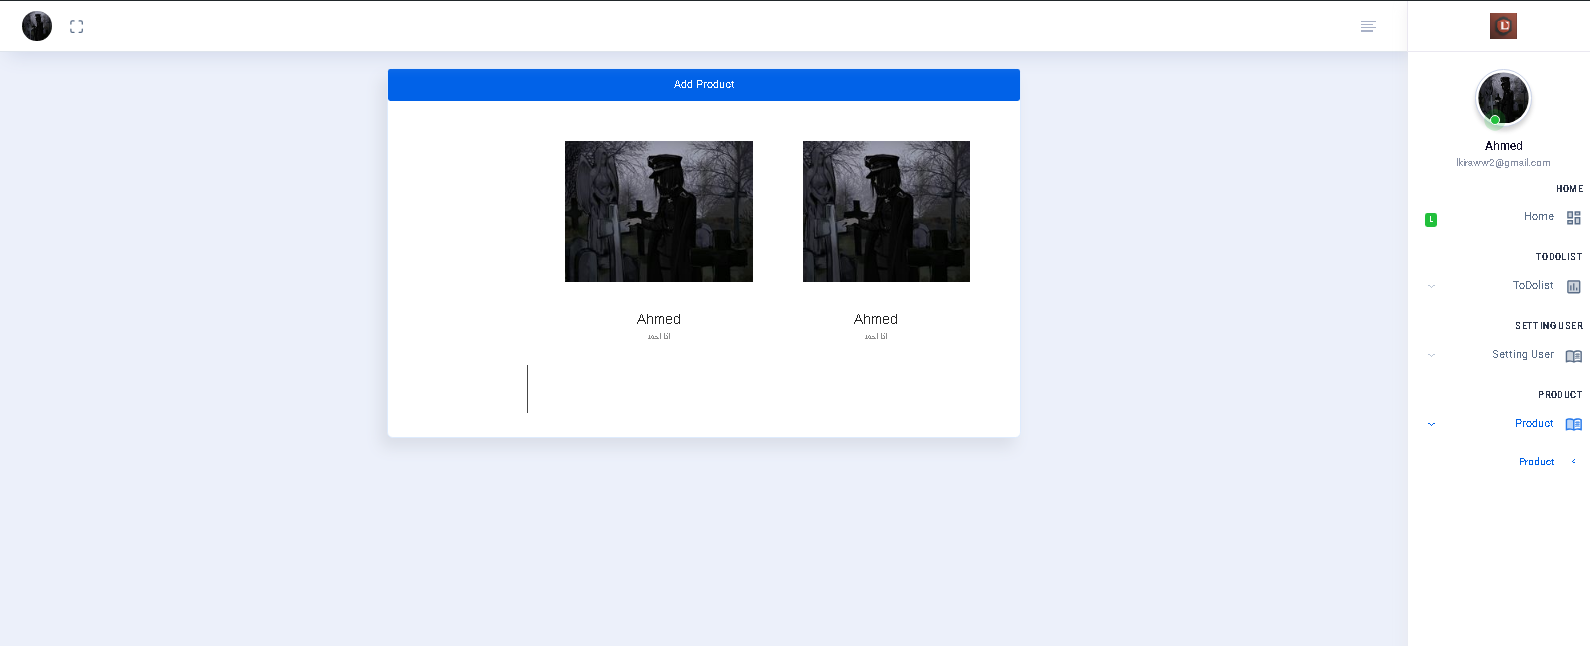 Add Product
Ahmed
انا احمد
Ahmed
انا احمد
L
Ahmed
lkiraww2@gmail.com
HOME
Home
L
TODOLIST
ToDolist
SETTING USER
Setting User
PRODUCT
Product
Product